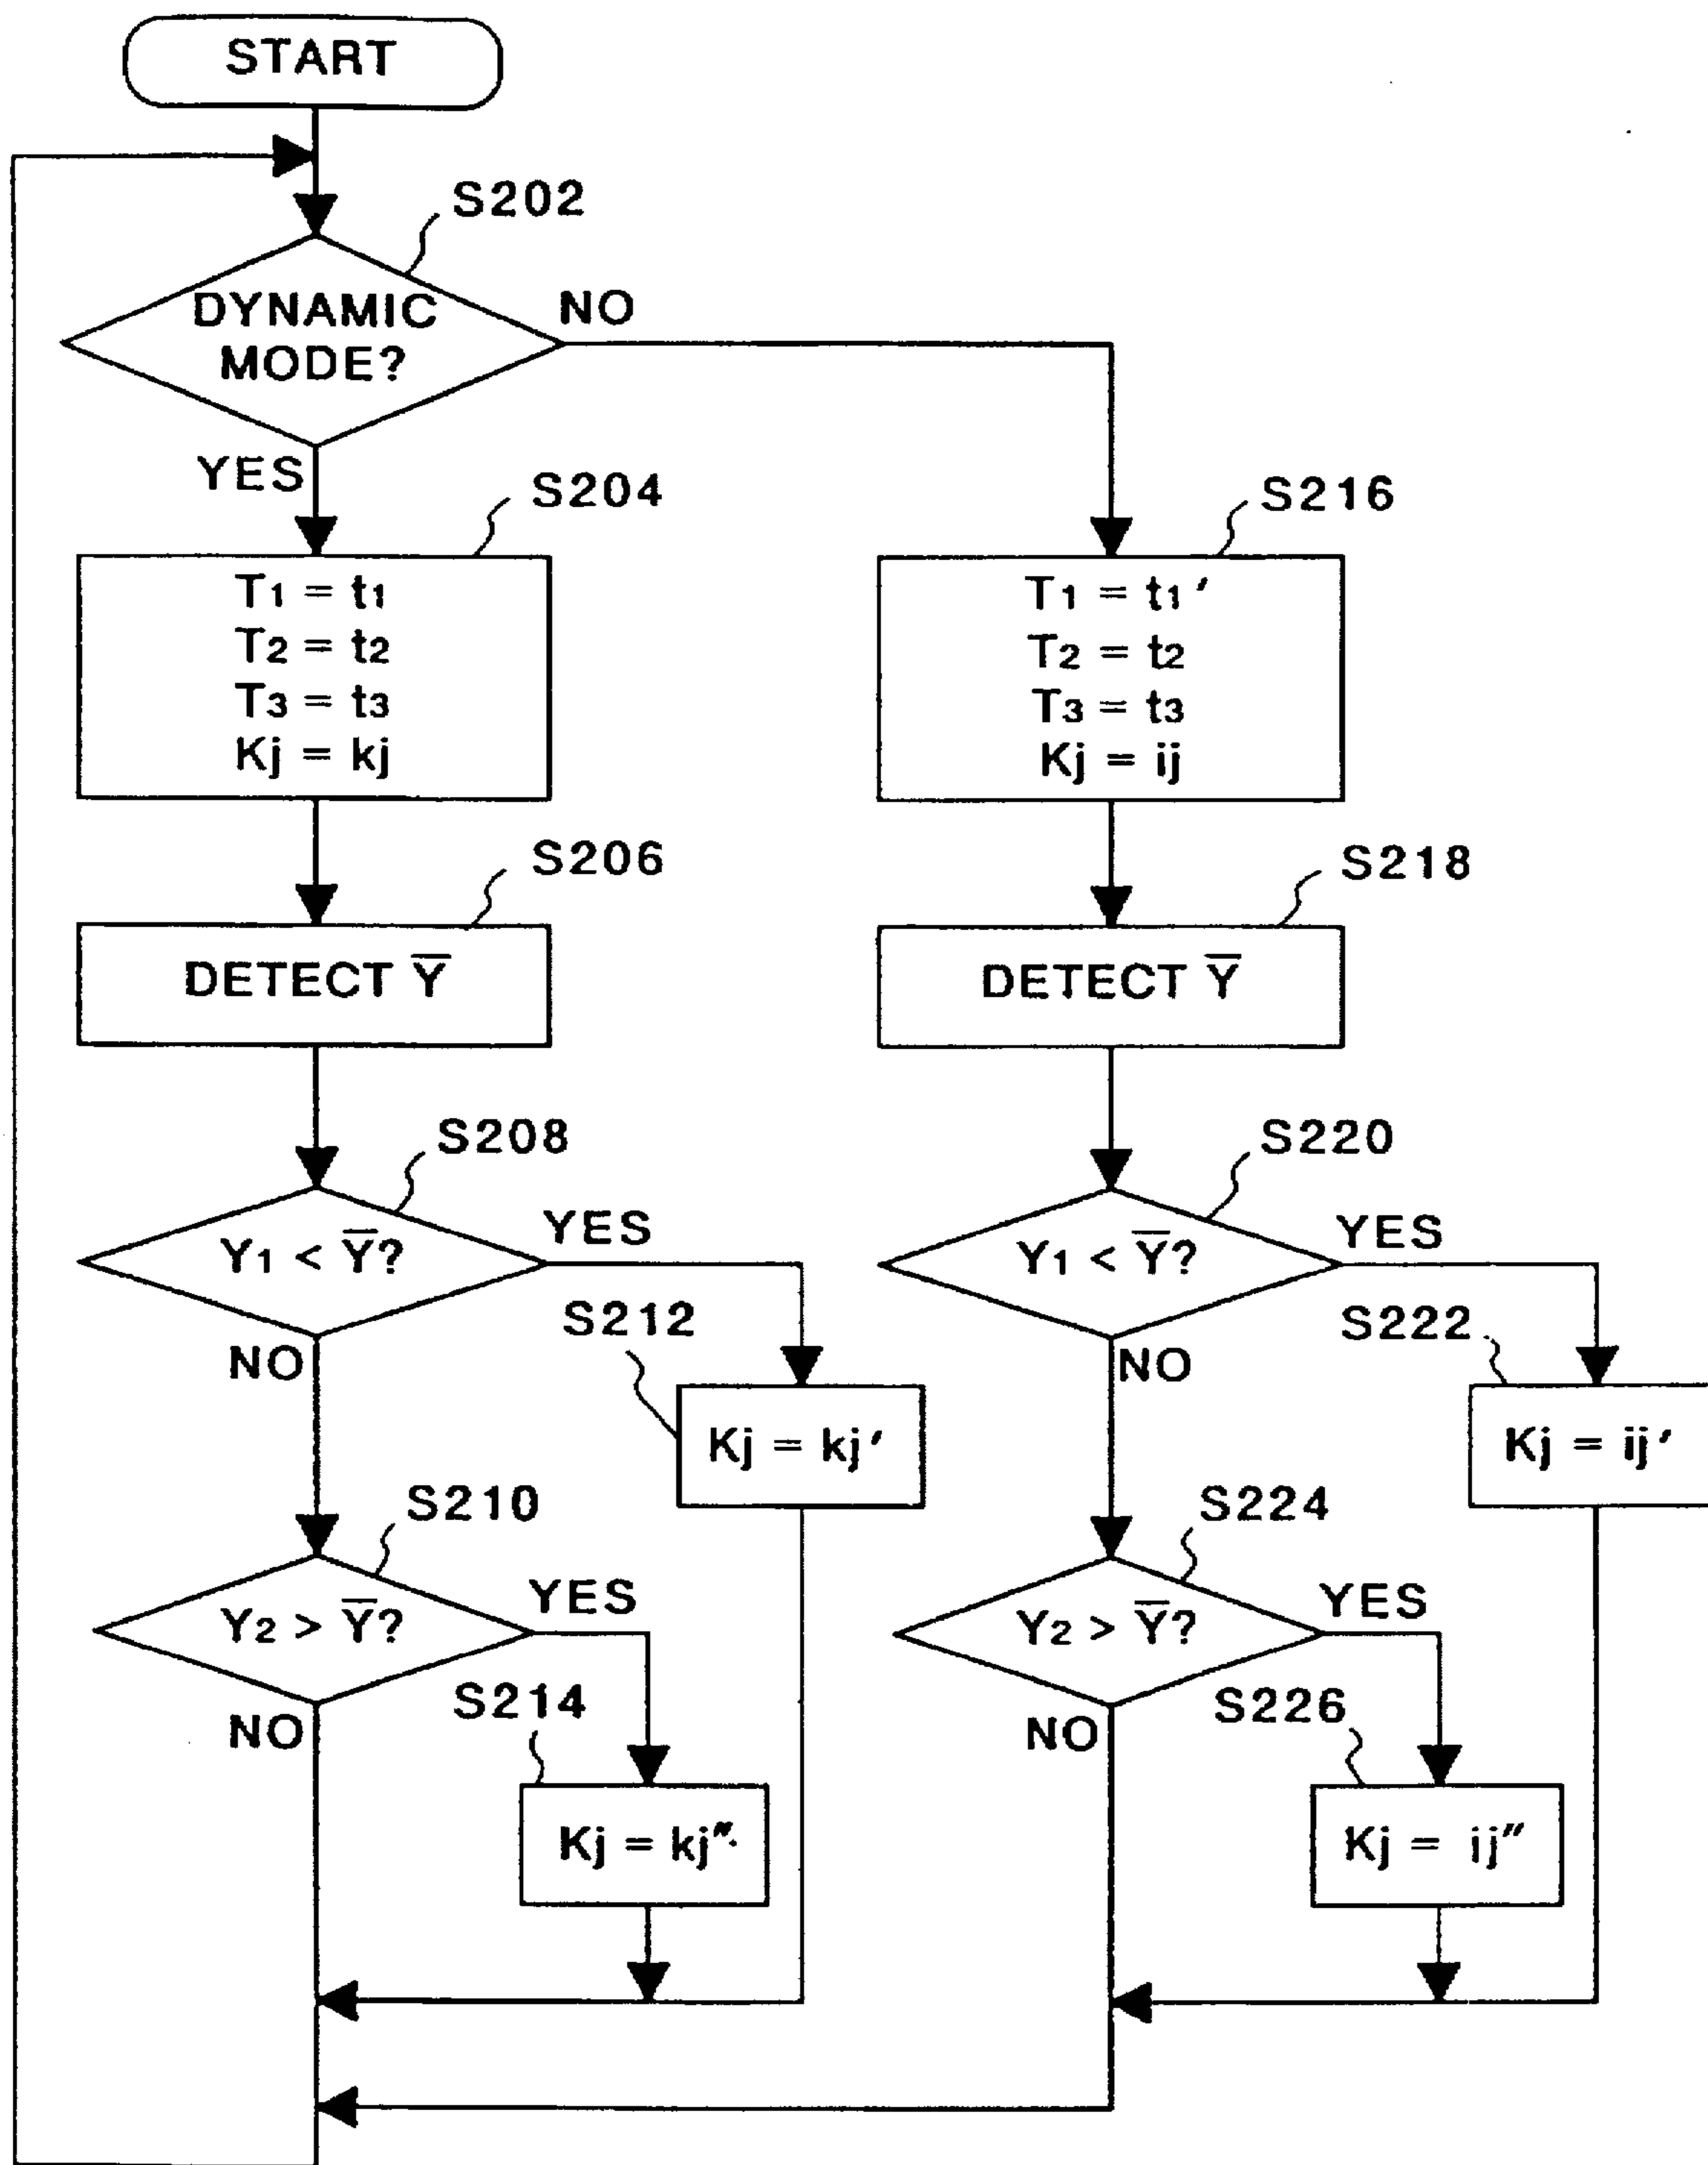 START
S202
DYNAMIC
MODE?
NO
YES
S204
T1 = t1
T2 = t2
T3 = t3
Kj = kj
S206
DETECT Y̅
S208
Y1 < Y̅?
YES
NO
S212
Kj = kj′
S210
Y2 > Y̅?
YES
NO
S214
Kj = kj″
S216
T1 = t1′
T2 = t2
T3 = t3
Kj = ij
S218
DETECT Y̅
S220
Y1 < Y̅?
YES
NO
S222
Kj = ij′
S224
Y2 > Y̅?
YES
NO
S226
Kj = ij″